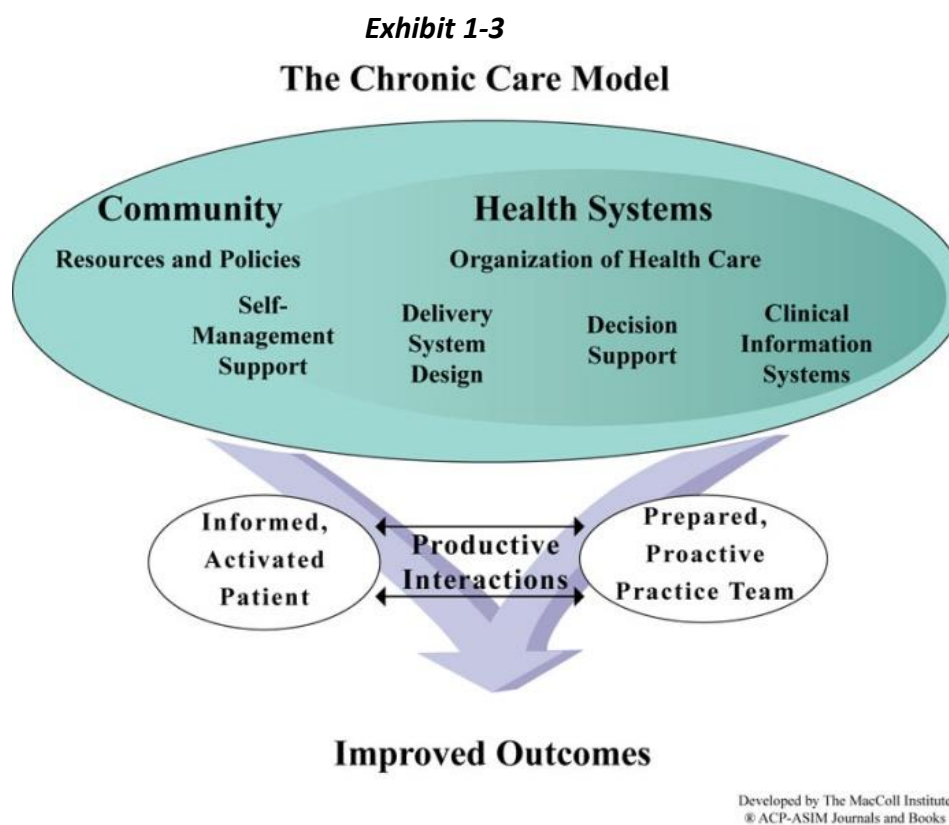 Exhibit 1-3
The Chronic Care Model
Community
Health Systems
Resources and Policies
Organization of Health Care
Self-
Management
Support
Delivery
System
Design
Decision
Support
Clinical
Information
Systems
Informed,
Activated
Patient
Productive
Interactions
Prepared,
Proactive
Practice Team
Improved Outcomes
Developed by The MacColl Institute
® ACP-ASIM Journals and Books